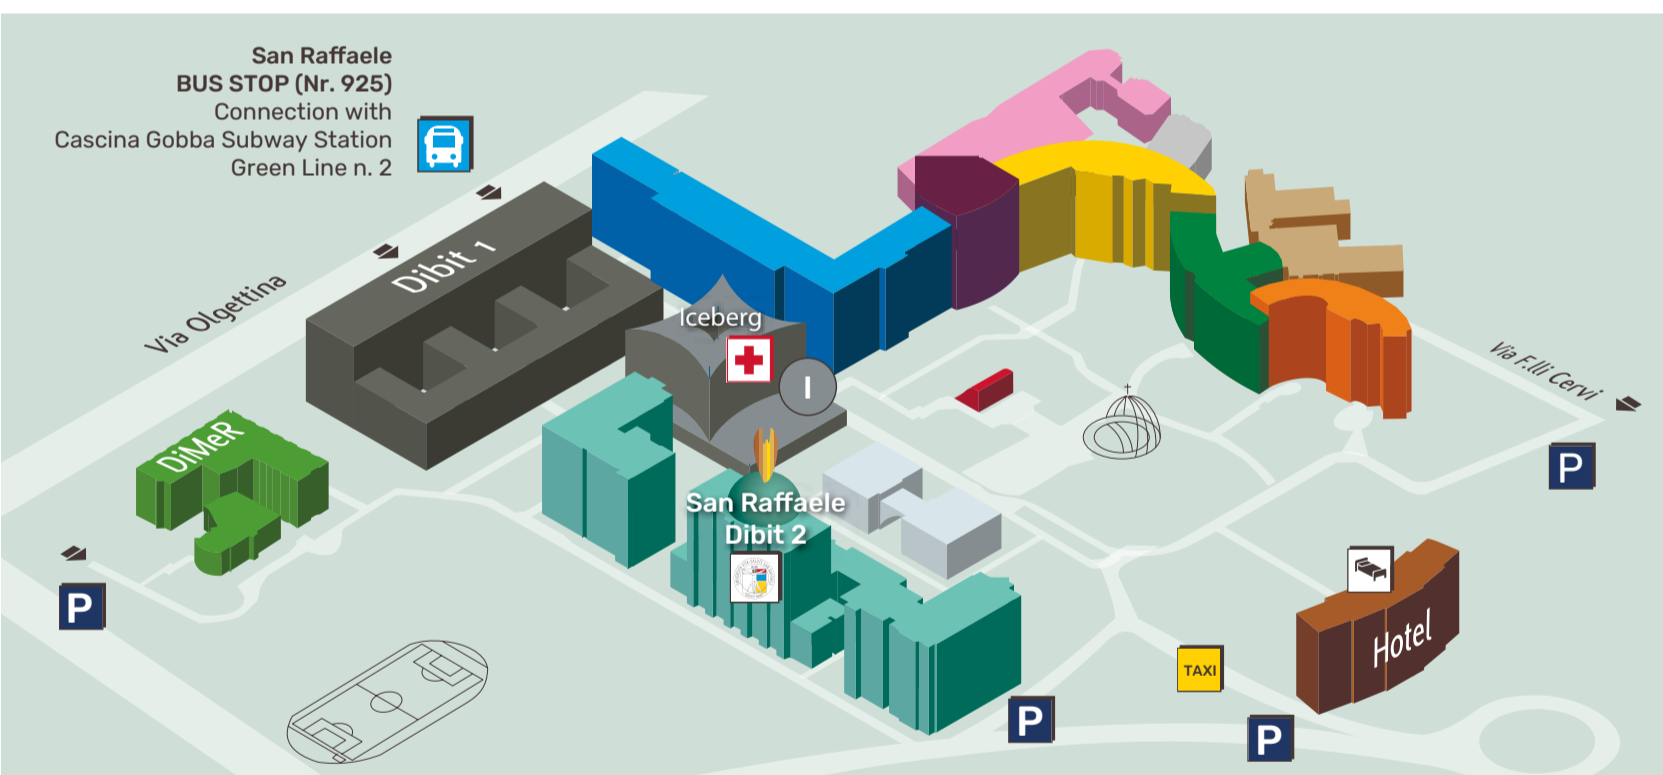 San Raffaele
BUS STOP (Nr. 925)
Connection with
Cascina Gobba Subway Station
Green Line n. 2
Dibit 1
Via Olgettina
Iceberg
I
Via F.lli Cervi
DiMeR
P
San Raffaele
Dibit 2
P
Hotel
TAXI
P
P